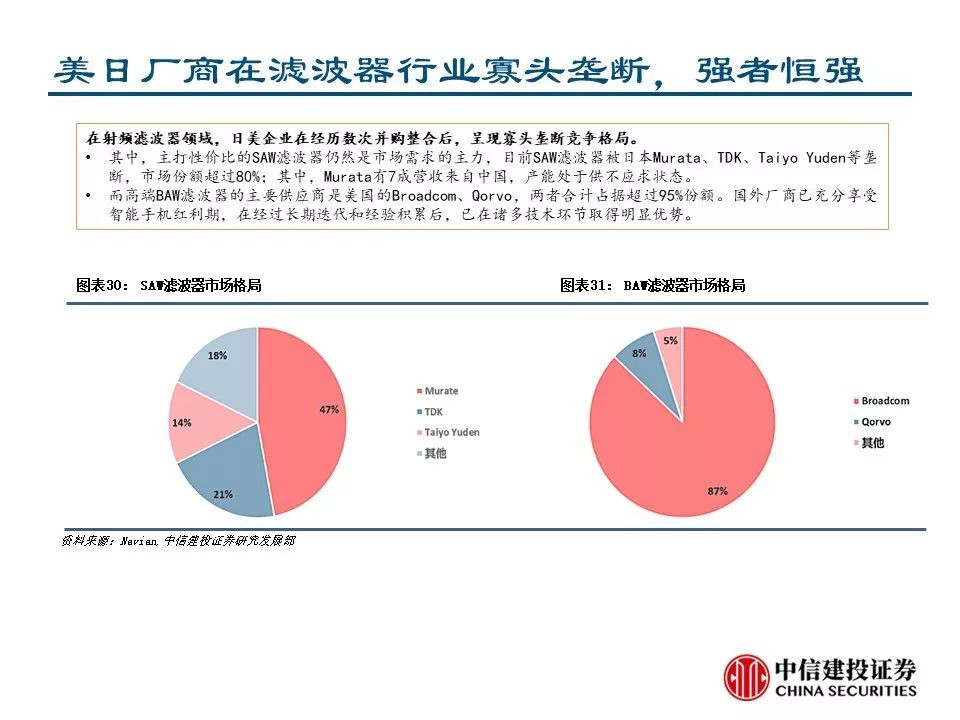 美日厂商在滤波器行业寡头垄断，强者恒强
在射频滤波器领域，日美企业在经历数次并购整合后，呈现寡头垄断竞争格局。
• 其中，主打性价比的SAW滤波器仍然是市场需求的主力，目前SAW滤波器被日本Murata、TDK、Taiyo Yuden等垄
断，市场份额超过80%；其中，Murata有7成营收来自中国，产能处于供不应求状态。
• 而高端BAW滤波器的主要供应商是美国的Broadcom、Qorvo，两者合计占据超过95%份额。国外厂商已充分享受
智能手机红利期，在经过长期迭代和经验积累后，已在诸多技术环节取得明显优势。
图表30： SAW滤波器市场格局
18%
47%
14%
21%
Murate
TDK
Taiyo Yuden
其他
图表31： BAW滤波器市场格局
5%
8%
87%
Broadcom
Qorvo
其他
资料来源：Navian,中信建投证券研究发展部
中信建投证券
CHINA SECURITIES